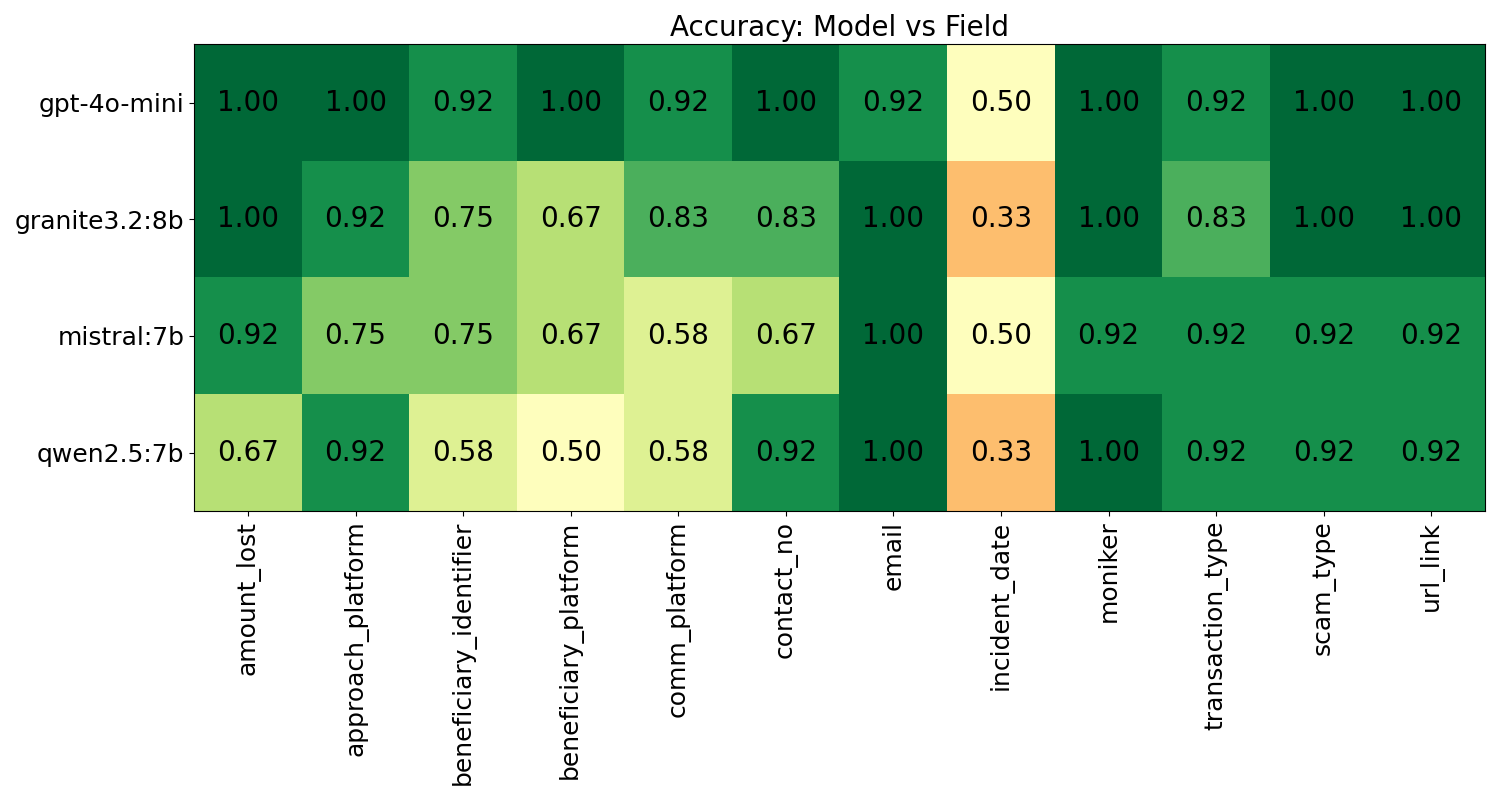 Accuracy: Model vs Field
gpt-4o-mini 1.00 1.00 0.92 1.00 0.92 1.00 0.92 0.50 1.00 0.92 1.00 1.00
granite3.2:8b 1.00 0.92 0.75 0.67 0.83 0.83 1.00 0.33 1.00 0.83 1.00 1.00
mistral:7b 0.92 0.75 0.75 0.67 0.58 0.67 1.00 0.50 0.92 0.92 0.92 0.92
qwen2.5:7b 0.67 0.92 0.58 0.50 0.58 0.92 1.00 0.33 1.00 0.92 0.92 0.92
amount_lost
approach_platform
beneficiary_identifier
beneficiary_platform
comm_platform
contact_no
email
incident_date
moniker
transaction_type
scam_type
url_link